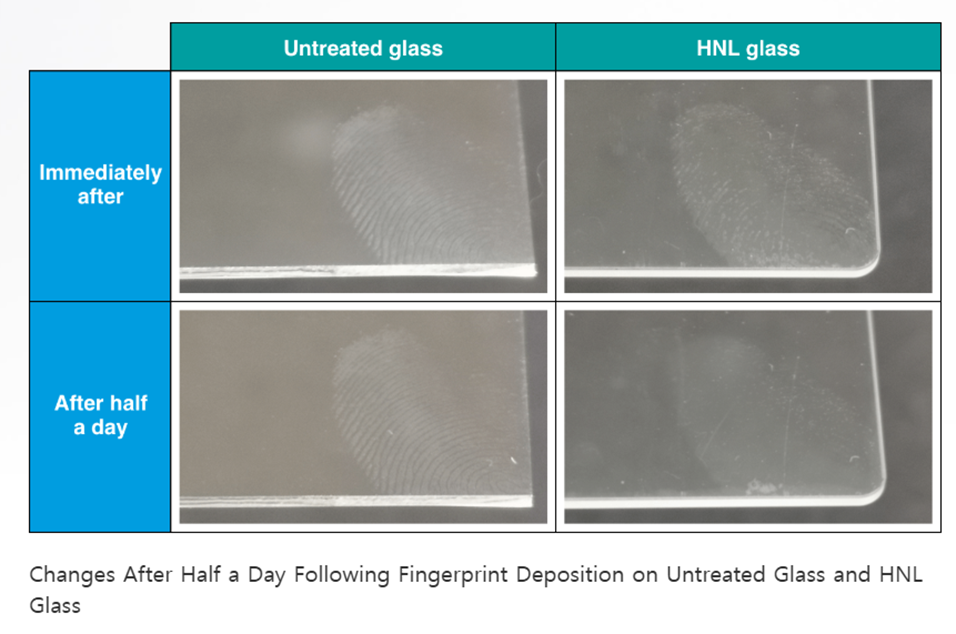 Untreated glass
HNL glass
Immediately
after
After half
a day
Changes After Half a Day Following Fingerprint Deposition on Untreated Glass and HNL
Glass